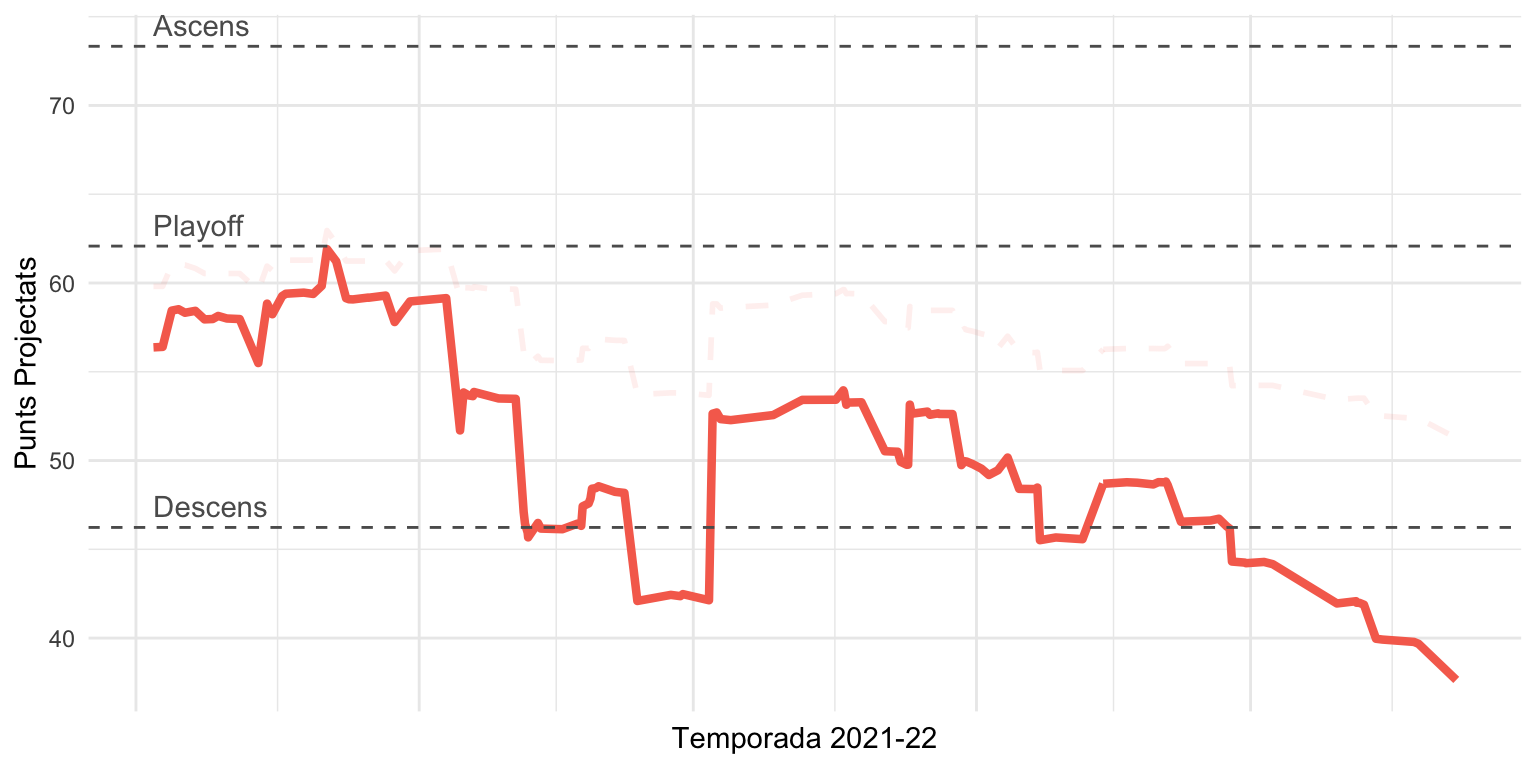 Ascens
70
Playoff
60
50
Descens
40
Punts Projectats
Temporada 2021-22